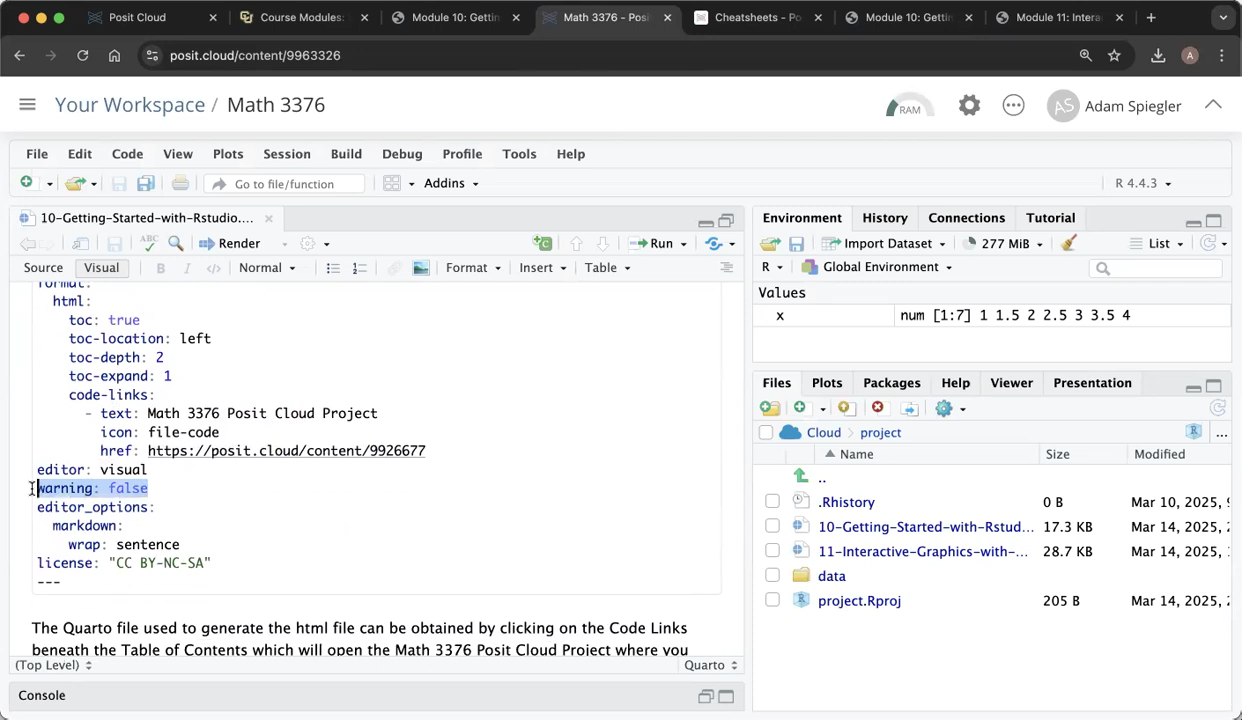 Posit Cloud
Course Modules:
Module 10: Gettin
Math 3376 - Posi
Cheatsheets - Po
Module 10: Gettin
Module 11: Intera
posit.cloud/content/9963326
A
Your Workspace / Math 3376
RAM
AS
Adam Spiegler
File Edit Code View Plots Session Build Debug Profile Tools Help
Go to file/function
Addins
R 4.4.3
10-Getting-Started-with-Rstudio....
ABC
Render
Run
Source Visual
B I </>
Normal
Format
Insert
Table
format:
html:
toc: true
toc-location: left
toc-depth: 2
toc-expand: 1
code-links:
- text: Math 3376 Posit Cloud Project
icon: file-code
href: https://posit.cloud/content/9926677
editor: visual
warning: false
editor_options:
markdown:
wrap: sentence
license: "CC BY-NC-SA"
---
The Quarto file used to generate the html file can be obtained by clicking on the Code Links
beneath the Table of Contents which will open the Math 3376 Posit Cloud Project where you
(Top Level)
Quarto
Console
Environment History Connections Tutorial
Import Dataset
277 MiB
List
R
Global Environment
Values
x num [1:7] 1 1.5 2 2.5 3 3.5 4
Files Plots Packages Help Viewer Presentation
Cloud project
...
Name Size Modified
..
.Rhistory 0 B Mar 10, 2025, 9
10-Getting-Started-with-Rstud... 17.3 KB Mar 14, 2025,
11-Interactive-Graphics-with-... 28.7 KB Mar 14, 2025,
data
project.Rproj 205 B Mar 14, 2025,